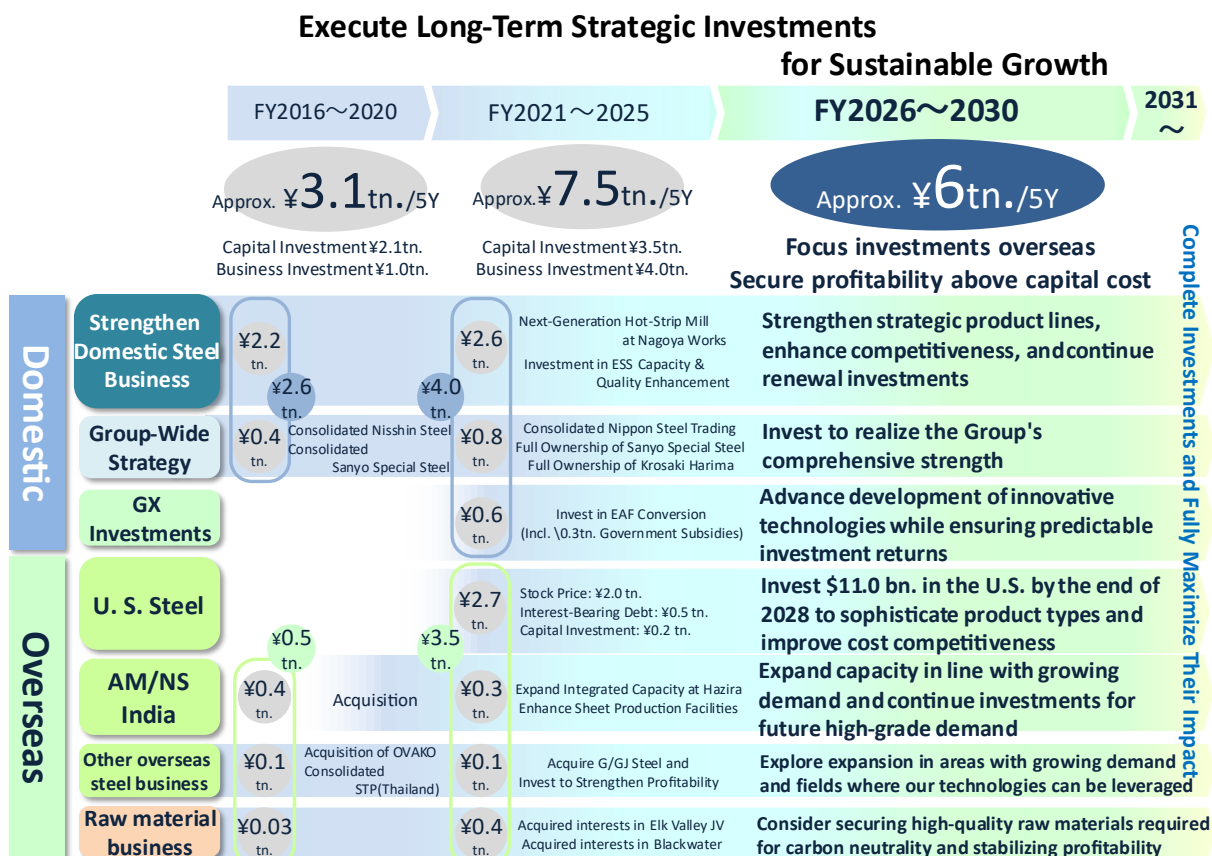 Execute Long-Term Strategic Investments
for Sustainable Growth
FY2016～2020
FY2021～2025
FY2026～2030
2031
～
Approx. ¥3.1tn./5Y
Approx.¥7.5tn./5Y
Approx. ¥6tn./5Y
Capital Investment¥2.1tn.
Business Investment¥1.0tn.
Capital Investment¥3.5tn.
Business Investment¥4.0tn.
Focus investments overseas
Secure profitability above capital cost
Complete Investments and Fully Maximize Their Impact
Domestic
Strengthen
Domestic Steel
Business
¥2.2
tn.
¥2.6
tn.
¥4.0
tn.
¥2.6
tn.
Next-Generation Hot-Strip Mill
at Nagoya Works
Investment in ESS Capacity &
Quality Enhancement
Strengthen strategic product lines,
enhance competitiveness, and continue
renewal investments
Group-Wide
Strategy
¥0.4
tn.
Consolidated Nisshin Steel
Consolidated
Sanyo Special Steel
¥0.8
tn.
Consolidated Nippon Steel Trading
Full Ownership of Sanyo Special Steel
Full Ownership of Krosaki Harima
Invest to realize the Group's
comprehensive strength
GX
Investments
¥0.6
tn.
Invest in EAF Conversion
(Incl. \0.3tn. Government Subsidies)
Advance development of innovative
technologies while ensuring predictable
investment returns
Overseas
U. S. Steel
¥0.5
tn.
¥3.5
tn.
¥2.7
tn.
Stock Price: ¥2.0 tn.
Interest-Bearing Debt: ¥0.5 tn.
Capital Investment: ¥0.2 tn.
Invest $11.0 bn. in the U.S. by the end of
2028 to sophisticate product types and
improve cost competitiveness
AM/NS
India
¥0.4
tn.
Acquisition
¥0.3
tn.
Expand Integrated Capacity at Hazira
Enhance Sheet Production Facilities
Expand capacity in line with growing
demand and continue investments for
future high-grade demand
Other overseas
steel business
¥0.1
tn.
Acquisition of OVAKO
Consolidated
STP(Thailand)
¥0.1
tn.
Acquire G/GJ Steel and
Invest to Strengthen Profitability
Explore expansion in areas with growing demand
and fields where our technologies can be leveraged
Raw material
business
¥0.03
tn.
¥0.4
tn.
Acquired interests in Elk Valley JV
Acquired interests in Blackwater
Consider securing high-quality raw materials required
for carbon neutrality and stabilizing profitability